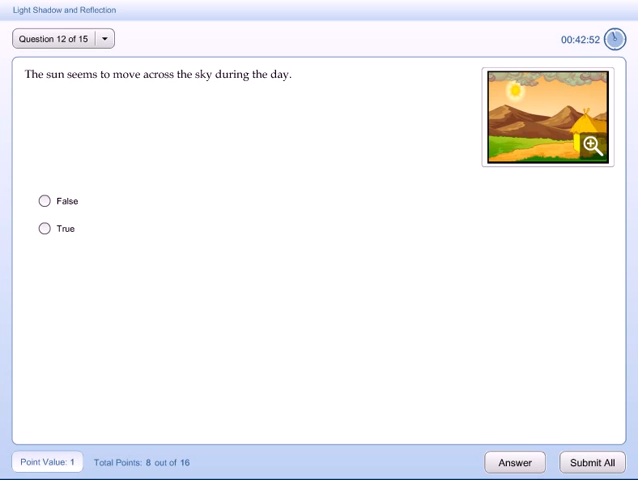 Light Shadow and Reflection
Question 12 of 15
00:42:52
The sun seems to move across the sky during the day.
False
True
Point Value: 1
Total Points: 8 out of 16
Answer
Submit All